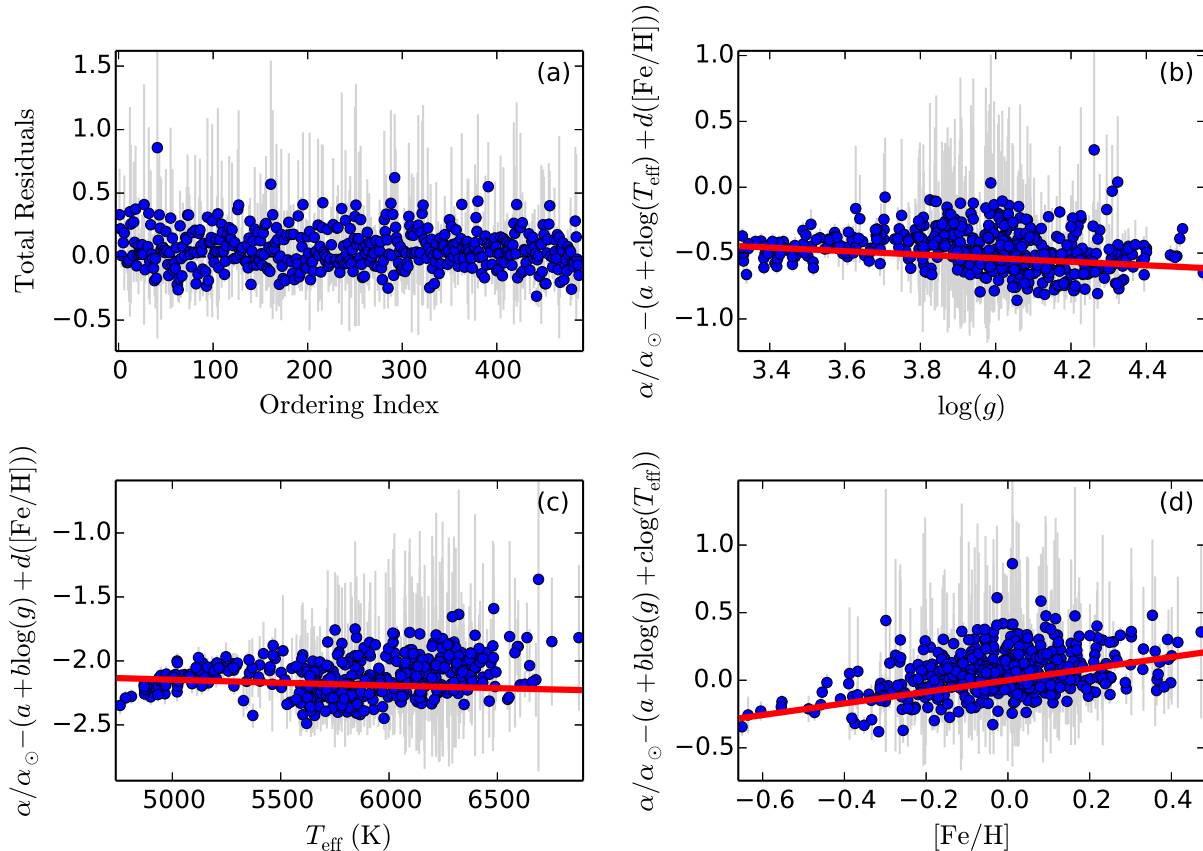 (a)
Total Residuals
1.5
1.0
0.5
0.0
−0.5
0 100 200 300 400
Ordering Index
(b)
α/α⊙−(a+clog(T_eff)+d([Fe/H]))
1.0
0.5
0.0
−0.5
−1.0
3.4 3.6 3.8 4.0 4.2 4.4
log(g)
(c)
α/α⊙−(a+blog(g)+d([Fe/H]))
−1.0
−1.5
−2.0
−2.5
5000 5500 6000 6500
T_eff (K)
(d)
α/α⊙−(a+blog(g)+clog(T_eff))
1.0
0.5
0.0
−0.5
−0.6 −0.4 −0.2 0.0 0.2 0.4
[Fe/H]